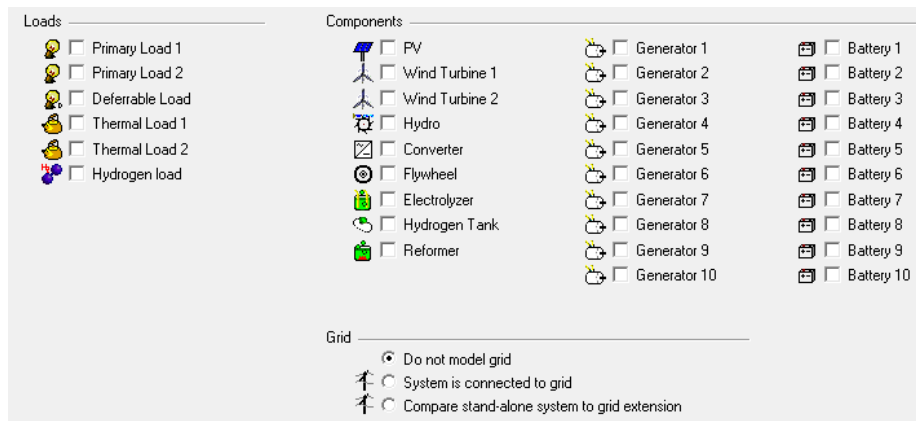 Loads
Primary Load 1
Primary Load 2
Deferrable Load
Thermal Load 1
Thermal Load 2
Hydrogen load
Components
PV
Wind Turbine 1
Wind Turbine 2
Hydro
Converter
Flywheel
Electrolyzer
Hydrogen Tank
Reformer
Generator 1
Generator 2
Generator 3
Generator 4
Generator 5
Generator 6
Generator 7
Generator 8
Generator 9
Generator 10
Battery 1
Battery 2
Battery 3
Battery 4
Battery 5
Battery 6
Battery 7
Battery 8
Battery 9
Battery 10
Grid
Do not model grid
System is connected to grid
Compare stand-alone system to grid extension